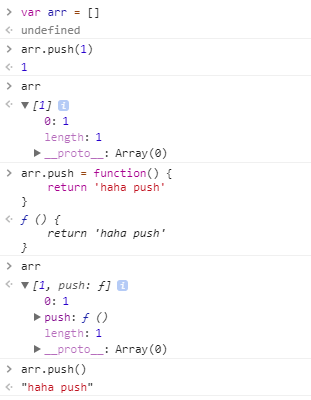 > var arr = []
<· undefined
> arr.push(1)
<· 1
> arr
<· ▼[1] i
0: 1
length: 1
▶__proto__: Array(0)
> arr.push = function() {
return 'haha push'
}
<· ƒ () {
return 'haha push'
}
> arr
<· ▼[1, push: ƒ] i
0: 1
▶push: ƒ ()
length: 1
▶__proto__: Array(0)
> arr.push()
<· "haha push"